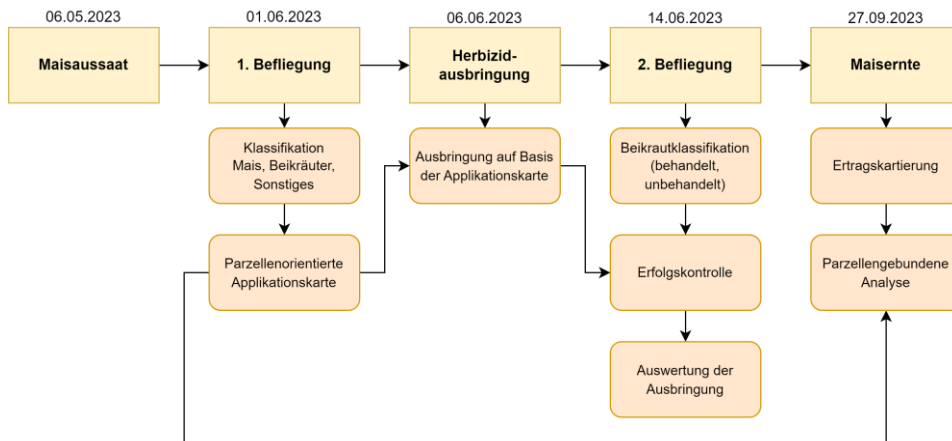 06.05.2023
01.06.2023
06.06.2023
14.06.2023
27.09.2023
Maisaussaat
1. Befliegung
Herbizid-
ausbringung
2. Befliegung
Maisernte
Klassifikation
Mais, Beikräuter,
Sonstiges
Ausbringung auf Basis
der Applikationskarte
Beikrautklassifikation
(behandelt,
unbehandelt)
Ertragskartierung
Parzellenorientierte
Applikationskarte
Erfolgskontrolle
Parzellengebundene
Analyse
Auswertung der
Ausbringung